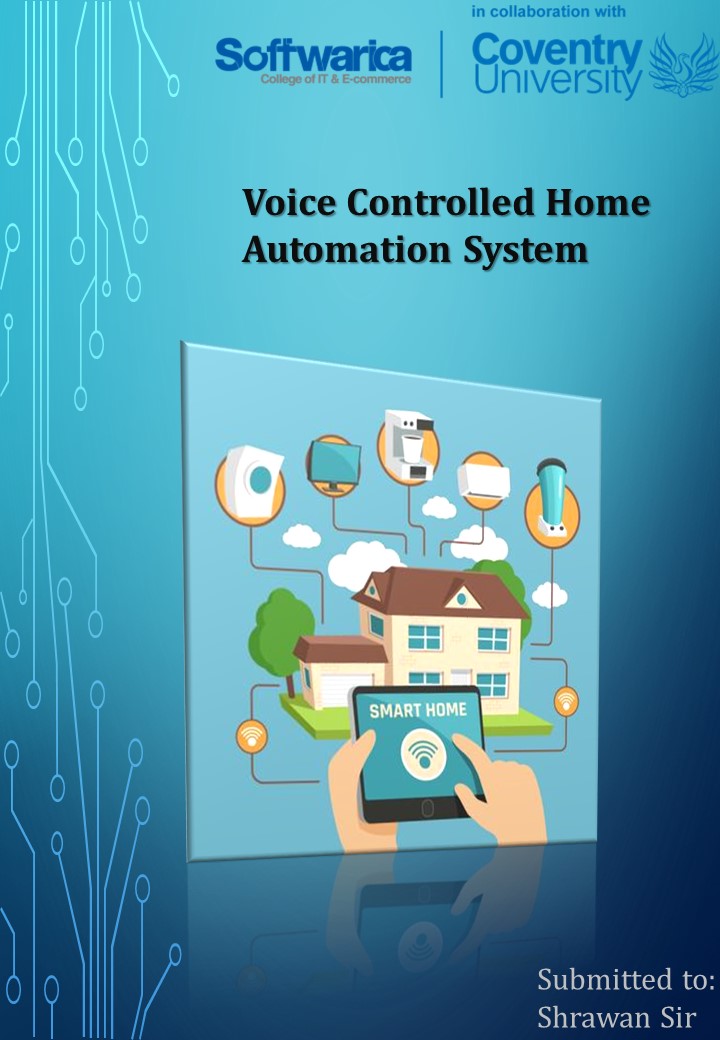 in collaboration with
Softwarica
College of IT & E-commerce
Coventry
University
Voice Controlled Home
Automation System
SMART HOME
Submitted to:
Shrawan Sir